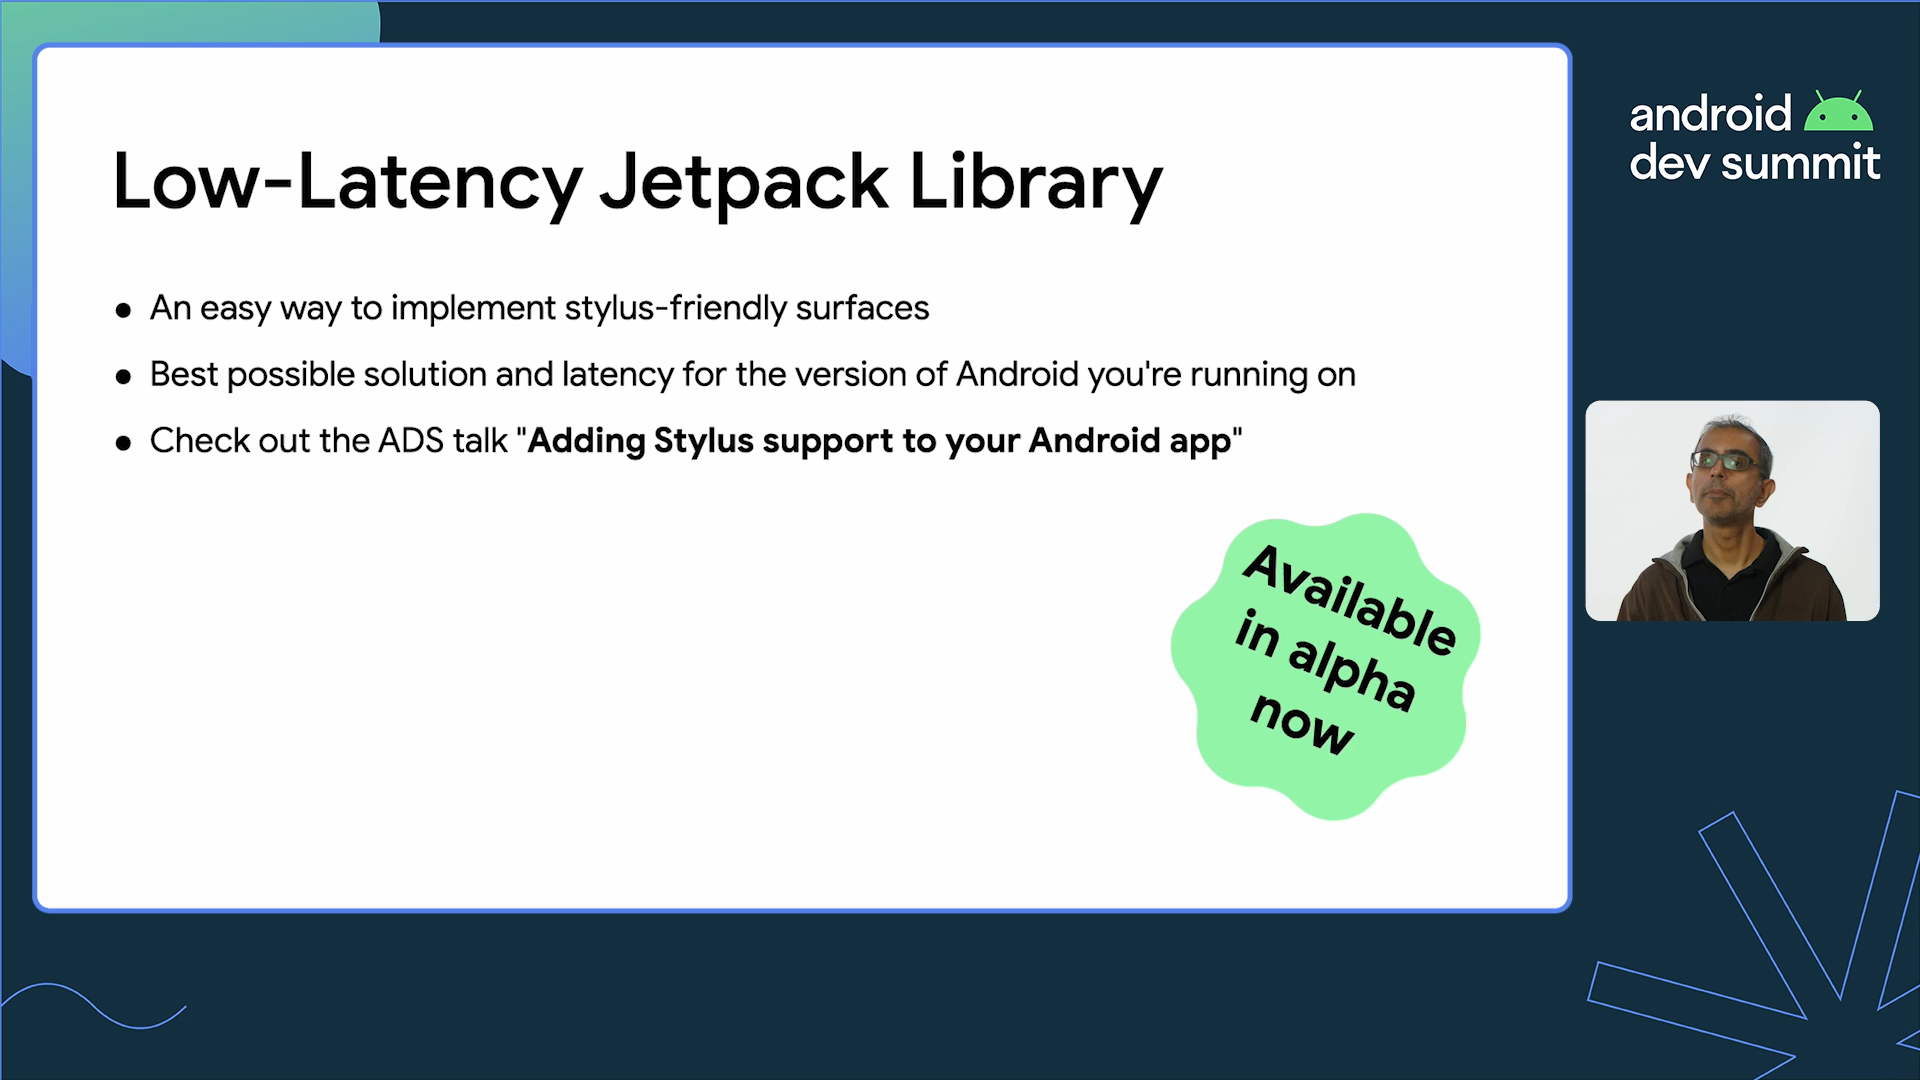 Low-Latency Jetpack Library
● An easy way to implement stylus-friendly surfaces
● Best possible solution and latency for the version of Android you're running on
● Check out the ADS talk "Adding Stylus support to your Android app"
Available
in alpha
now
android
dev summit